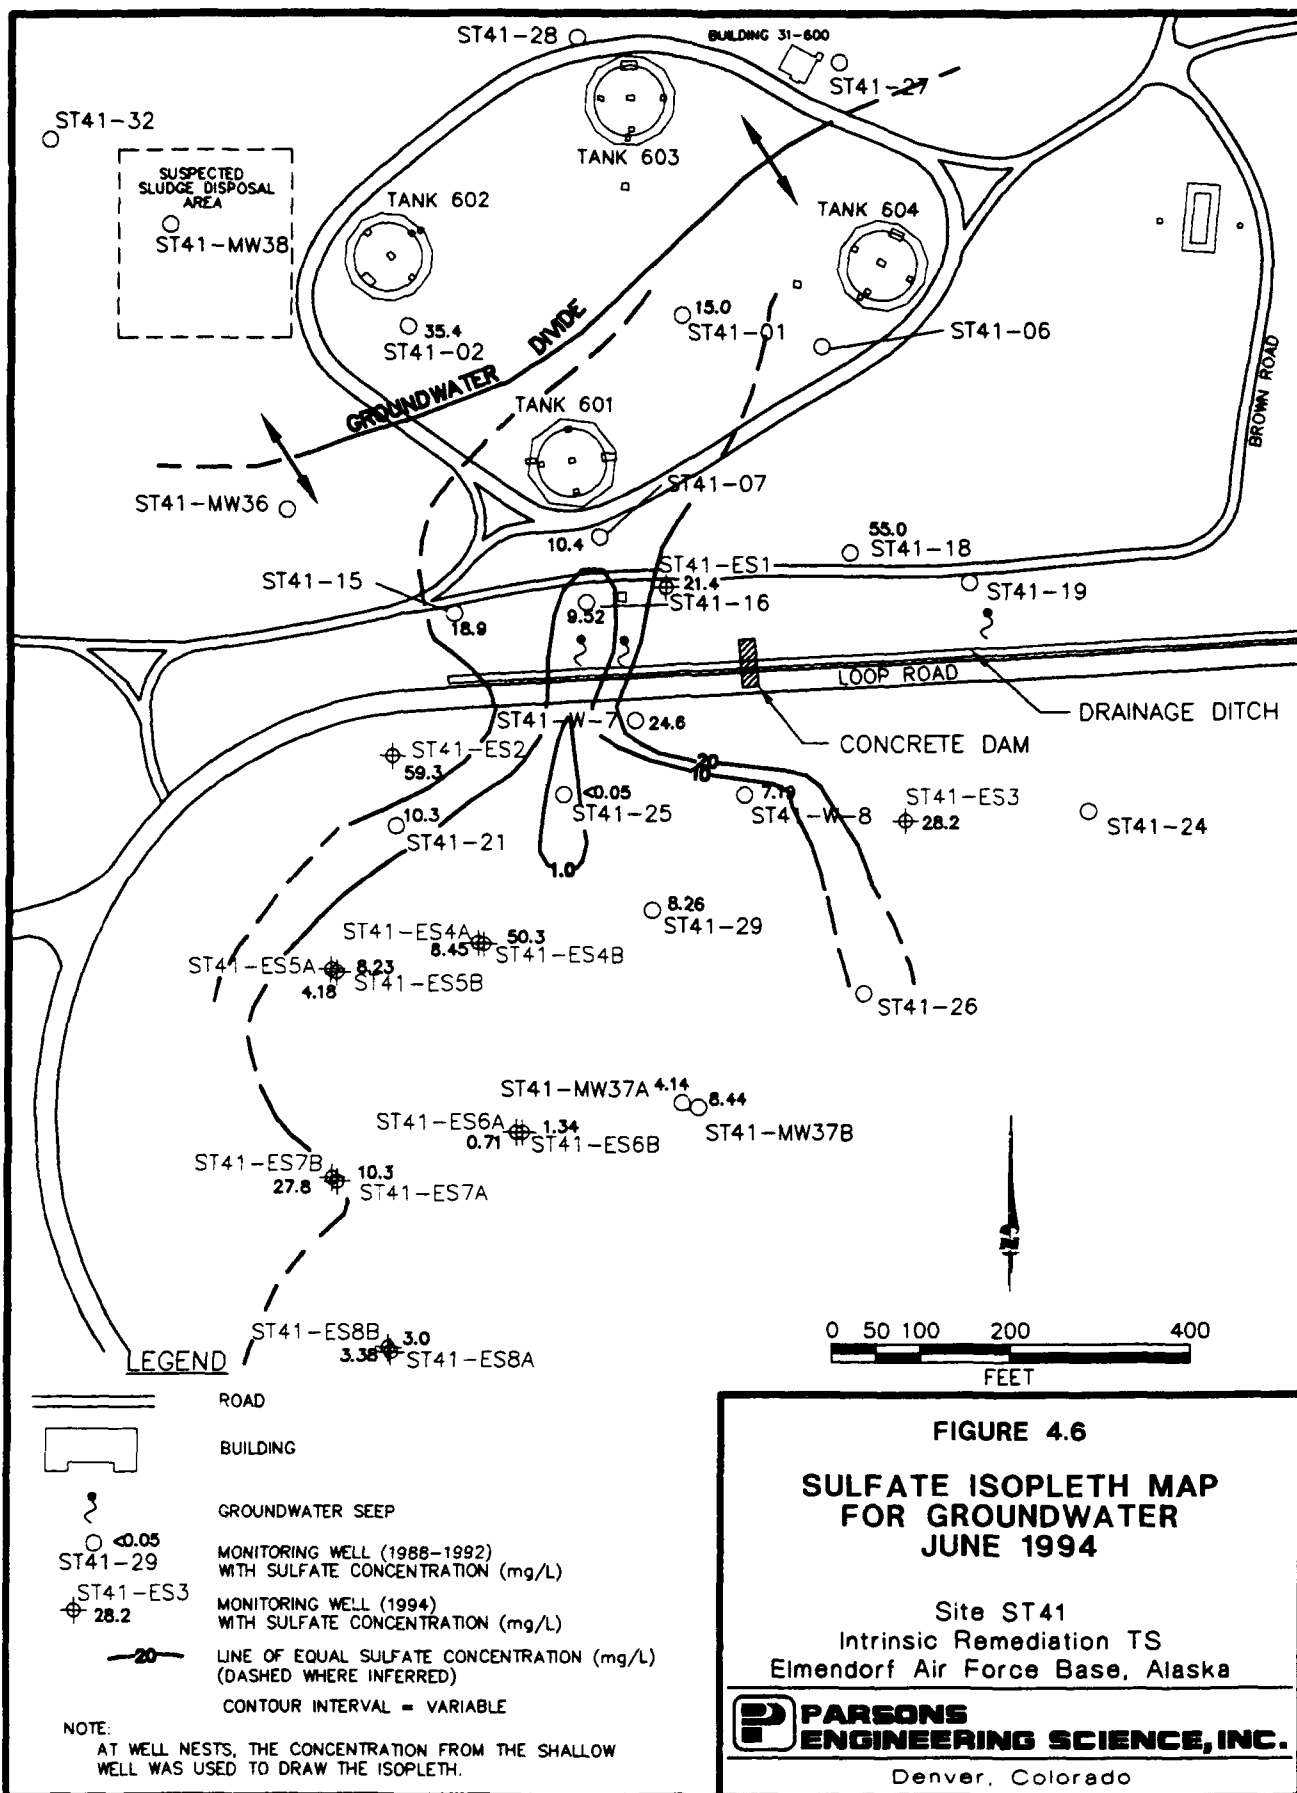 ST41-28
BUILDING 31-600
ST41-27
ST41-32
TANK 603
SUSPECTED
SLUDGE DISPOSAL
AREA
TANK 602
TANK 604
ST41-MW38
15.0
ST41-01
ST41-06
35.4
ST41-02
GROUNDWATER DIVIDE
BROWN ROAD
TANK 601
ST41-07
ST41-MW36
10.4
55.0
ST41-18
ST41-ES1
21.4
ST41-15
ST41-16
ST41-19
9.52
18.9
LOOP ROAD
DRAINAGE DITCH
ST41-W-7
24.6
CONCRETE DAM
ST41-ES2
59.3
20
10
<0.05
ST41-25
7.19
ST41-W-8
ST41-ES3
28.2
ST41-24
10.3
ST41-21
1.0
8.26
ST41-29
ST41-ES4A
8.45
50.3
ST41-ES4B
ST41-ES5A
8.23
4.18
ST41-ES5B
ST41-26
ST41-MW37A
4.14
8.44
ST41-MW37B
ST41-ES6A
0.71
1.34
ST41-ES6B
ST41-ES7B
27.8
10.3
ST41-ES7A
N
ST41-ES8B
3.0
3.38
ST41-ES8A
0 50 100 200 400
FEET
LEGEND
ROAD
BUILDING
GROUNDWATER SEEP
<0.05
ST41-29
MONITORING WELL (1988-1992)
WITH SULFATE CONCENTRATION (mg/L)
ST41-ES3
28.2
MONITORING WELL (1994)
WITH SULFATE CONCENTRATION (mg/L)
20
LINE OF EQUAL SULFATE CONCENTRATION (mg/L)
(DASHED WHERE INFERRED)
CONTOUR INTERVAL = VARIABLE
NOTE:
AT WELL NESTS, THE CONCENTRATION FROM THE SHALLOW
WELL WAS USED TO DRAW THE ISOPLETH.
FIGURE 4.6
SULFATE ISOPLETH MAP
FOR GROUNDWATER
JUNE 1994
Site ST41
Intrinsic Remediation TS
Elmendorf Air Force Base, Alaska
PARSONS
ENGINEERING SCIENCE, INC.
Denver, Colorado